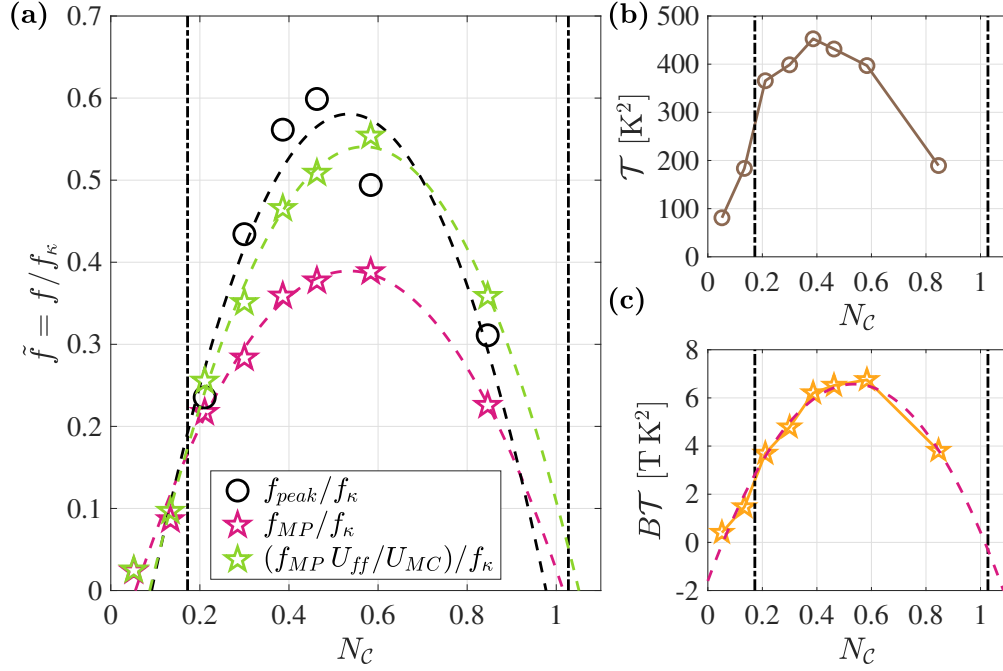 (a)
0.7
0.6
0.5
0.4
0.3
0.2
0.1
0
f̃ = f/f_κ
0 0.2 0.4 0.6 0.8 1
N_𝒞
f_peak/f_κ
f_MP/f_κ
(f_MP U_ff/U_MC)/f_κ
(b)
500
400
300
200
100
0
𝒯 [K²]
0 0.2 0.4 0.6 0.8 1
N_𝒞
(c)
8
6
4
2
0
-2
B𝒯 [T K²]
0 0.2 0.4 0.6 0.8 1
N_𝒞